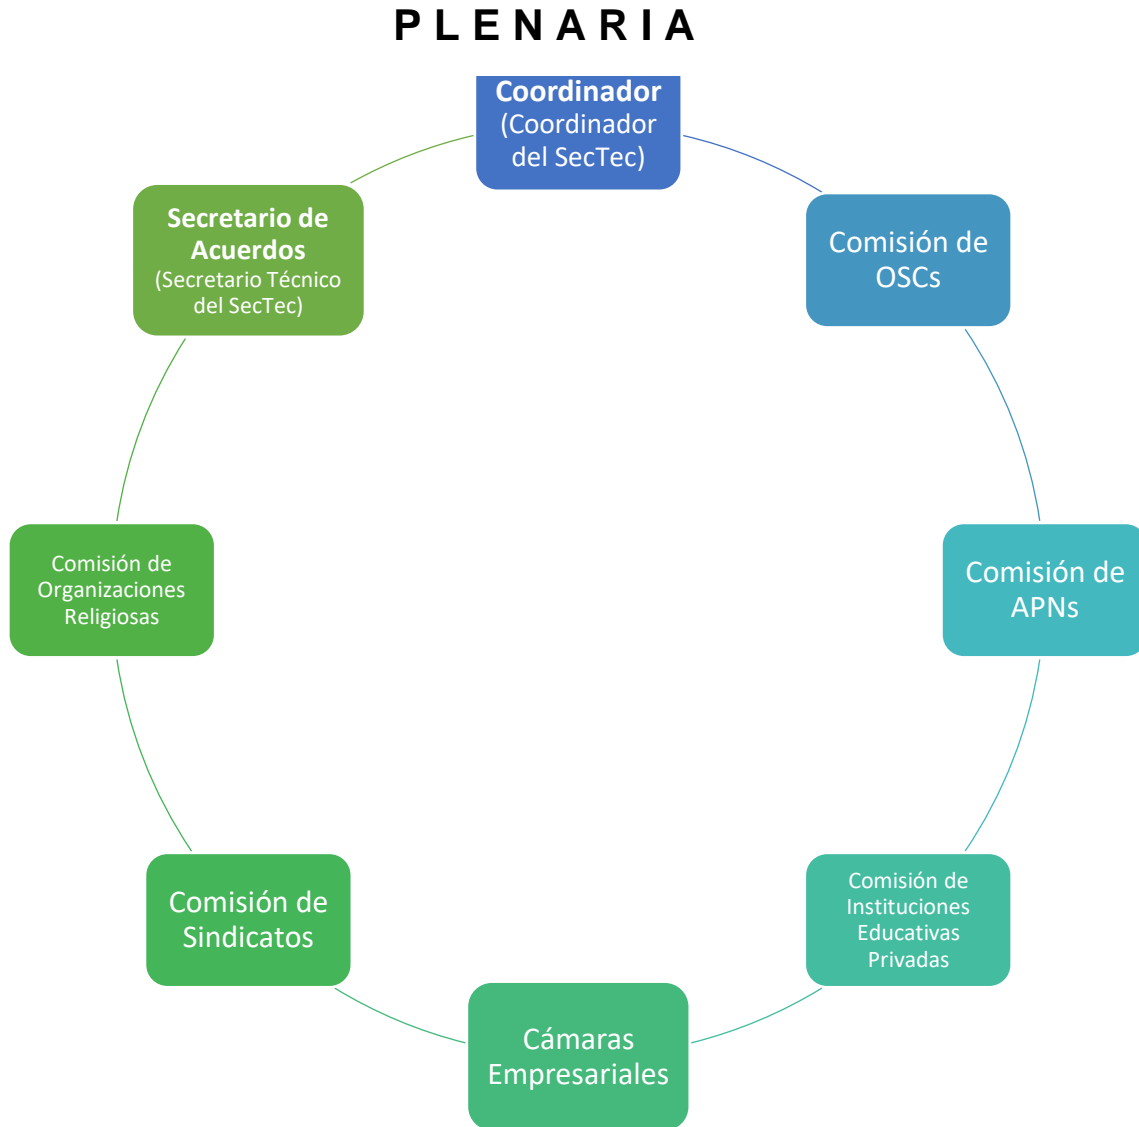 P L E N A R I A
Coordinador
(Coordinador
del SecTec)
Comisión de
OSCs
Comisión de
APNs
Comisión de
Instituciones
Educativas
Privadas
Cámaras
Empresariales
Comisión de
Sindicatos
Comisión de
Organizaciones
Religiosas
Secretario de
Acuerdos
(Secretario Técnico
del SecTec)